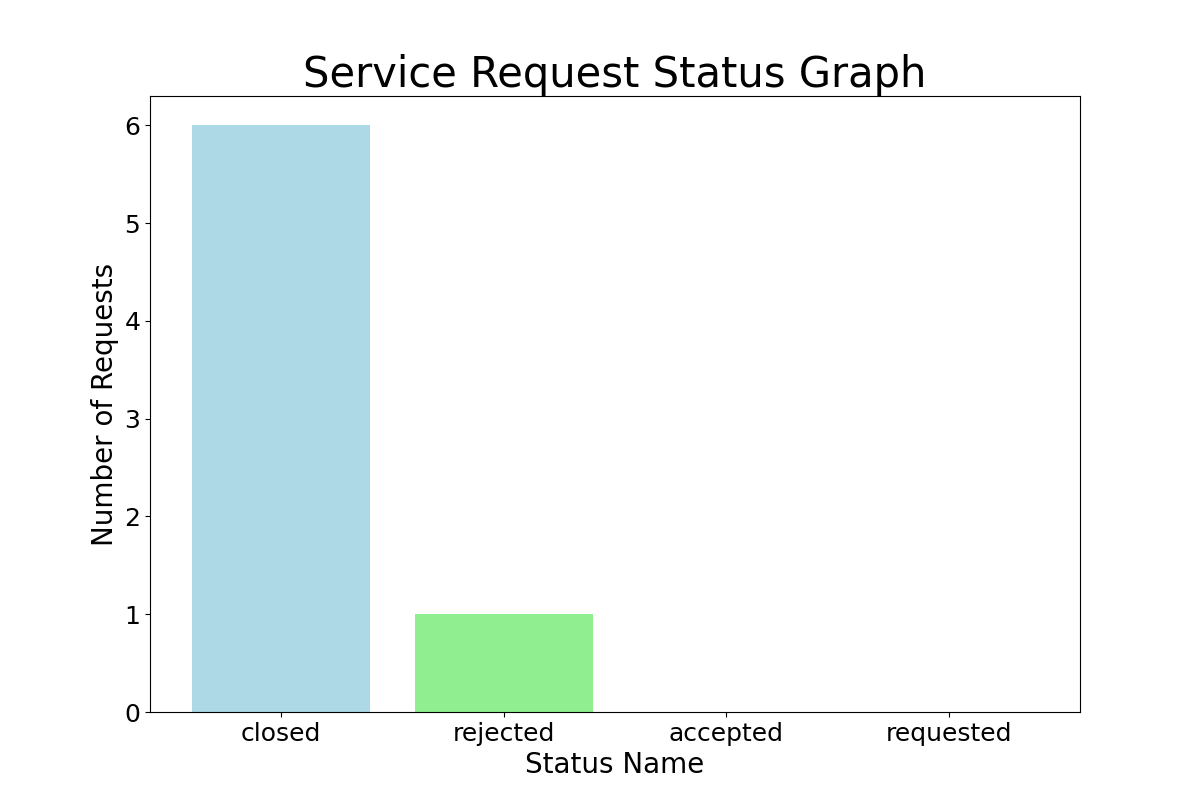 Service Request Status Graph
Number of Requests
6
5
4
3
2
1
0
closed rejected accepted requested
Status Name